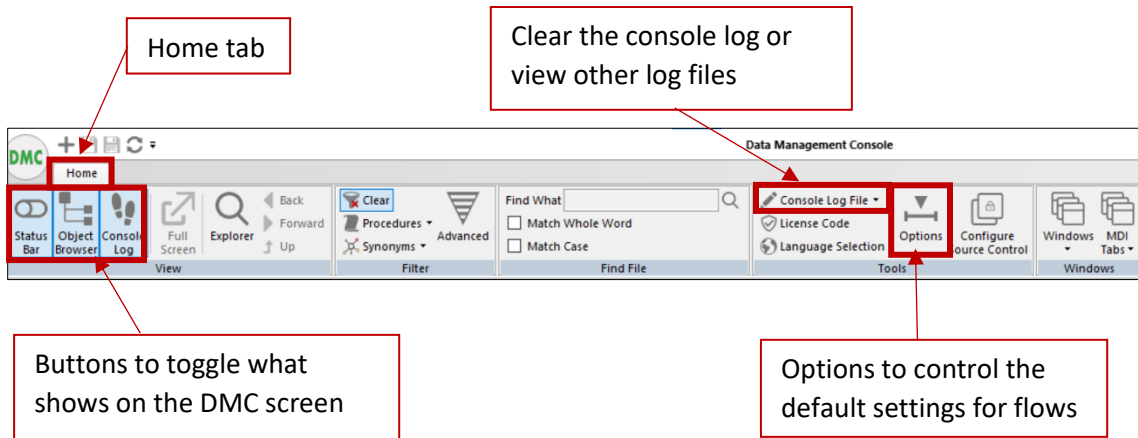 Home tab
Clear the console log or
view other log files
DMC
Data Management Console
Home
Status
Bar
Object
Browser
Console
Log
Full
Screen
Explorer
Back
Forward
Up
View
Clear
Procedures
Synonyms
Advanced
Filter
Find What
Match Whole Word
Match Case
Find File
Console Log File
License Code
Language Selection
Options
Configure
ource Control
Tools
Windows
MDI
Tabs
Windows
Buttons to toggle what
shows on the DMC screen
Options to control the
default settings for flows